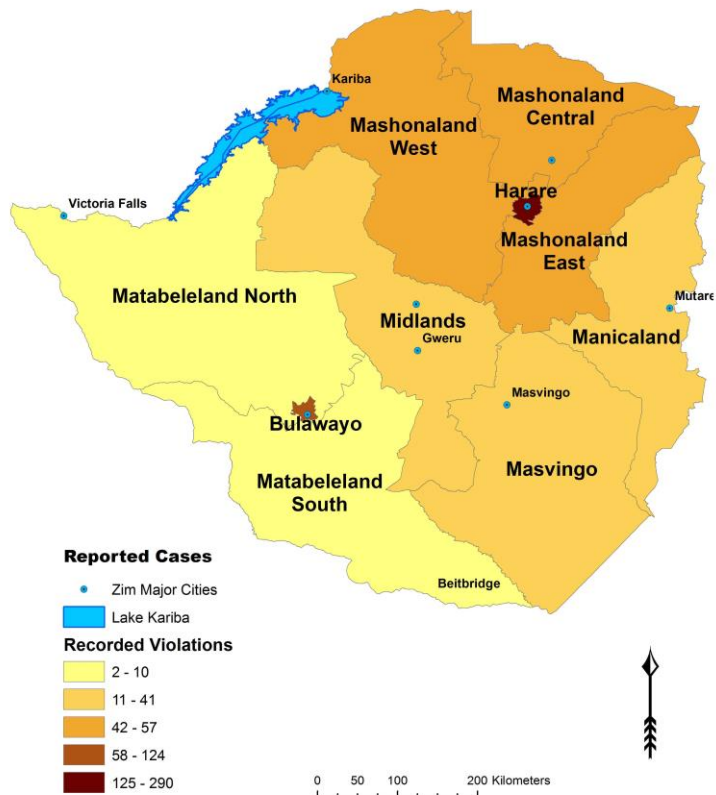 Kariba
Mashonaland
Central
Mashonaland
West
Harare
Victoria Falls
Mashonaland
East
Matabeleland North
Mutare
Midlands
Gweru
Manicaland
Masvingo
Bulawayo
Masvingo
Matabeleland
South
Beitbridge
Reported Cases
Zim Major Cities
Lake Kariba
Recorded Violations
2 - 10
11 - 41
42 - 57
58 - 124
125 - 290
0 50 100 200 Kilometers